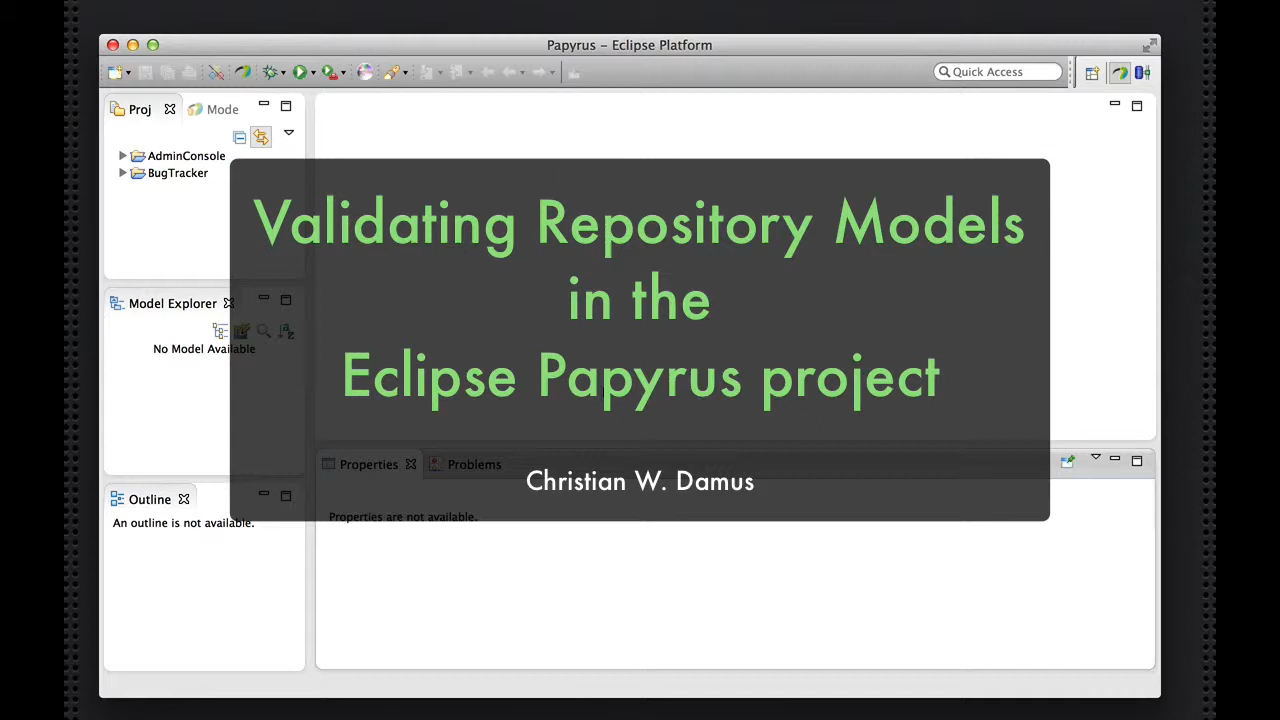 Papyrus – Eclipse Platform
Quick Access
Proj
Mode
AdminConsole
BugTracker
Validating Repository Models
in the
Eclipse Papyrus project
Christian W. Damus
Model Explorer
No Model Available
Properties
Problems
Properties are not available.
Outline
An outline is not available.